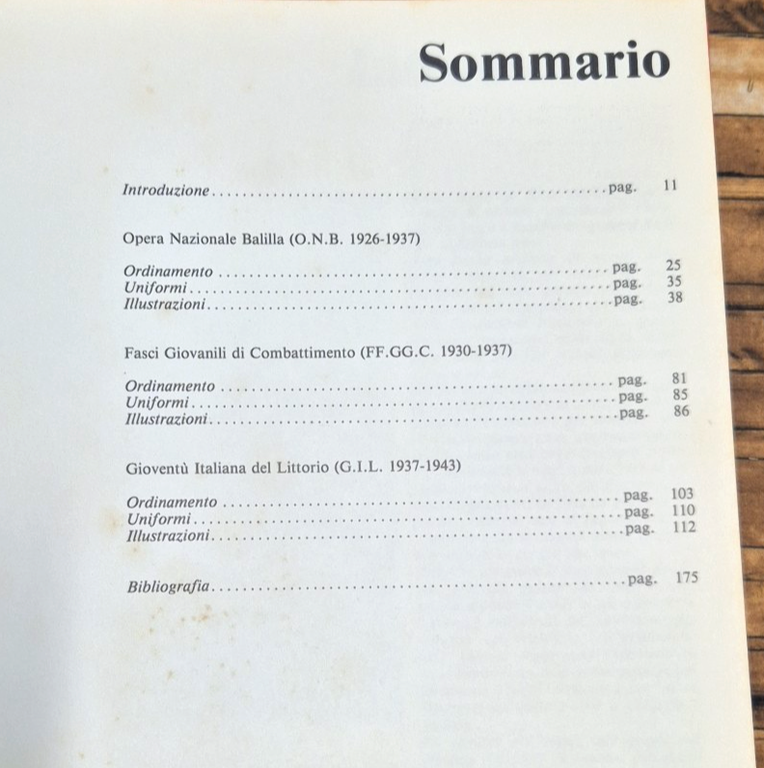 Sommario
Introduzione.................................................pag. 11
Opera Nazionale Balilla (O.N.B. 1926-1937)
Ordinamento ................................................pag. 25
Uniformi....................................................pag. 35
Illustrazioni..................................................pag. 38
Fasci Giovanili di Combattimento (FF.GG.C. 1930-1937)
Ordinamento ................................................pag. 81
Uniformi....................................................pag. 85
Illustrazioni..................................................pag. 86
Gioventù Italiana del Littorio (G.I.L. 1937-1943)
Ordinamento ................................................pag. 103
Uniformi....................................................pag. 110
Illustrazioni..................................................pag. 112
Bibliografia..................................................pag. 175